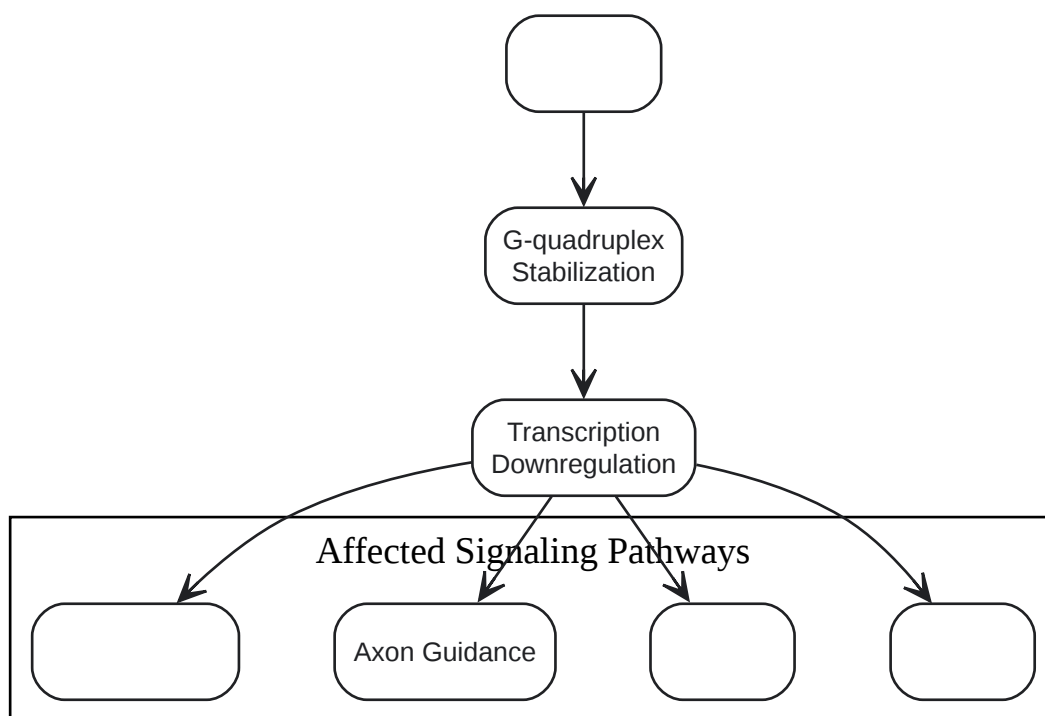 G-quadruplex
Stabilization
Transcription
Downregulation
Affected Signaling Pathways
Axon Guidance